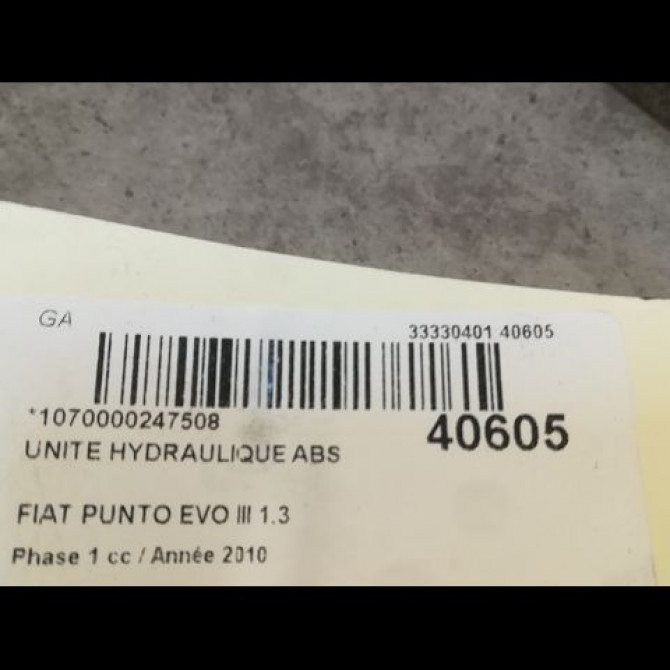 GA
33330401 40605
*1070000247508
40605
UNITE HYDRAULIQUE ABS
FIAT PUNTO EVO III 1.3
Phase 1 cc / Année 2010